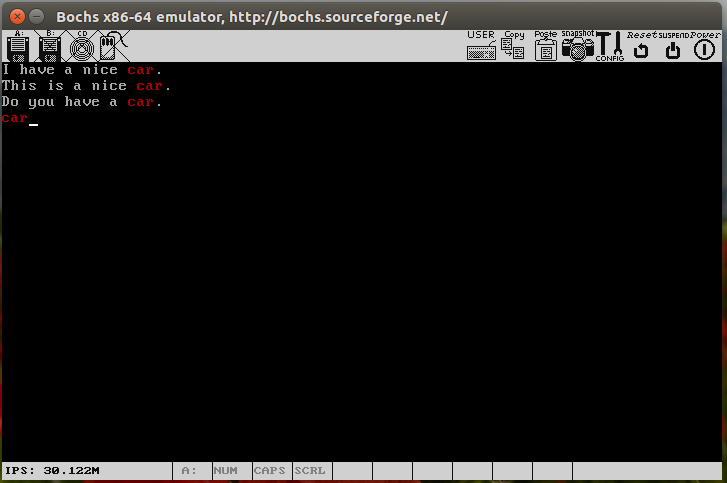 Bochs x86-64 emulator, http://bochs.sourceforge.net/
A: B: CD USER Copy Paste snapshot CONFIG Reset SUSPEND Power
I have a nice car.
This is a nice car.
Do you have a car.
car
IPS: 30.122M A: NUM CAPS SCRL